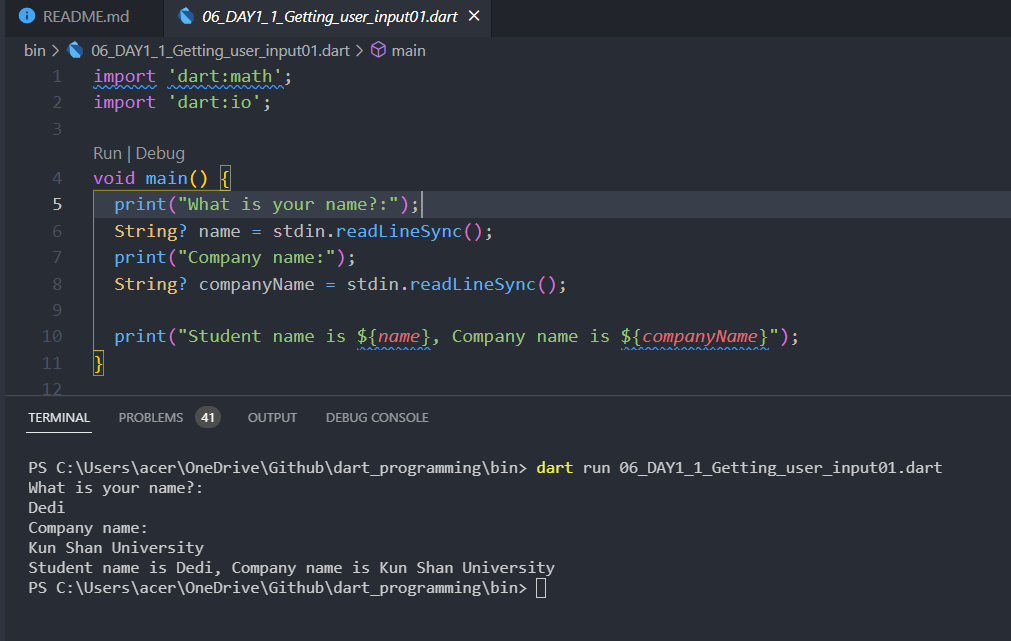 README.md 06_DAY1_1_Getting_user_input01.dart
bin > 06_DAY1_1_Getting_user_input01.dart > main
1 import 'dart:math';
2 import 'dart:io';
3
Run | Debug
4 void main() {
5 print("What is your name?:");
6 String? name = stdin.readLineSync();
7 print("Company name:");
8 String? companyName = stdin.readLineSync();
9
10 print("Student name is ${name}, Company name is ${companyName}");
11 }
12
TERMINAL PROBLEMS 41 OUTPUT DEBUG CONSOLE
PS C:\Users\acer\OneDrive\Github\dart_programming\bin> dart run 06_DAY1_1_Getting_user_input01.dart
What is your name?:
Dedi
Company name:
Kun Shan University
Student name is Dedi, Company name is Kun Shan University
PS C:\Users\acer\OneDrive\Github\dart_programming\bin>